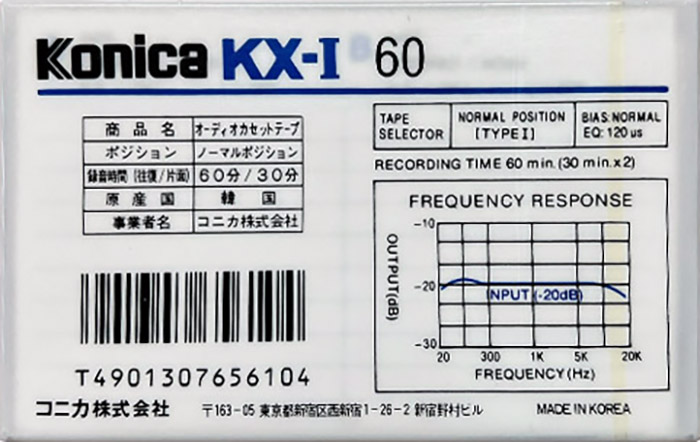 Konica KX-I 60
商品名 オーディオカセットテープ
ポジション ノーマルポジション
録音時間(往復/片面) 60分/30分
原産国 韓国
事業者名 コニカ株式会社
TAPE SELECTOR NORMAL POSITION [TYPE I] BIAS: NORMAL EQ: 120 us
RECORDING TIME 60 min. (30 min. x 2)
FREQUENCY RESPONSE
OUTPUT(dB)
-10
-20
-30
INPUT (-20dB)
20 300 1K 5K 20K
FREQUENCY (Hz)
T4901307656104
コニカ株式会社 〒163-05 東京都新宿区西新宿1-26-2 新宿野村ビル MADE IN KOREA